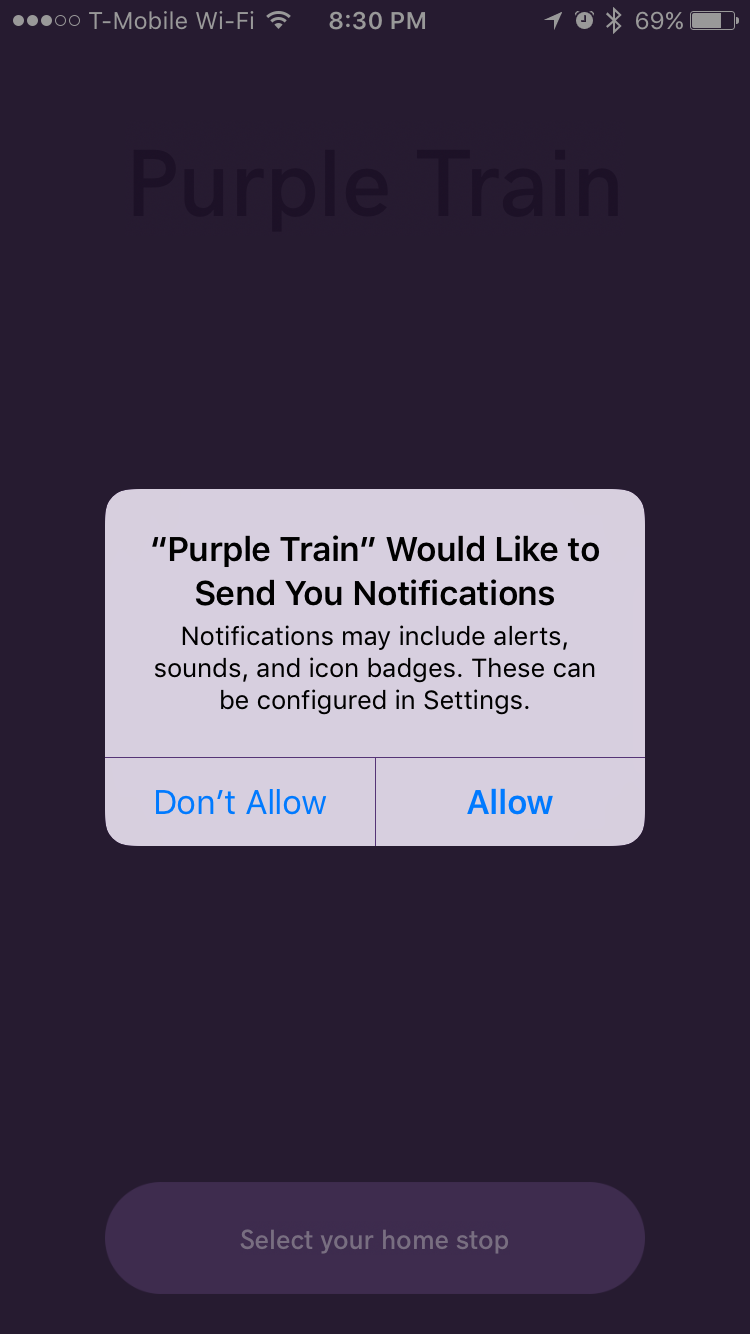 T-Mobile Wi-Fi 8:30 PM 69%
Purple Train
“Purple Train” Would Like to
Send You Notifications
Notifications may include alerts,
sounds, and icon badges. These can
be configured in Settings.
Don’t Allow Allow
Select your home stop